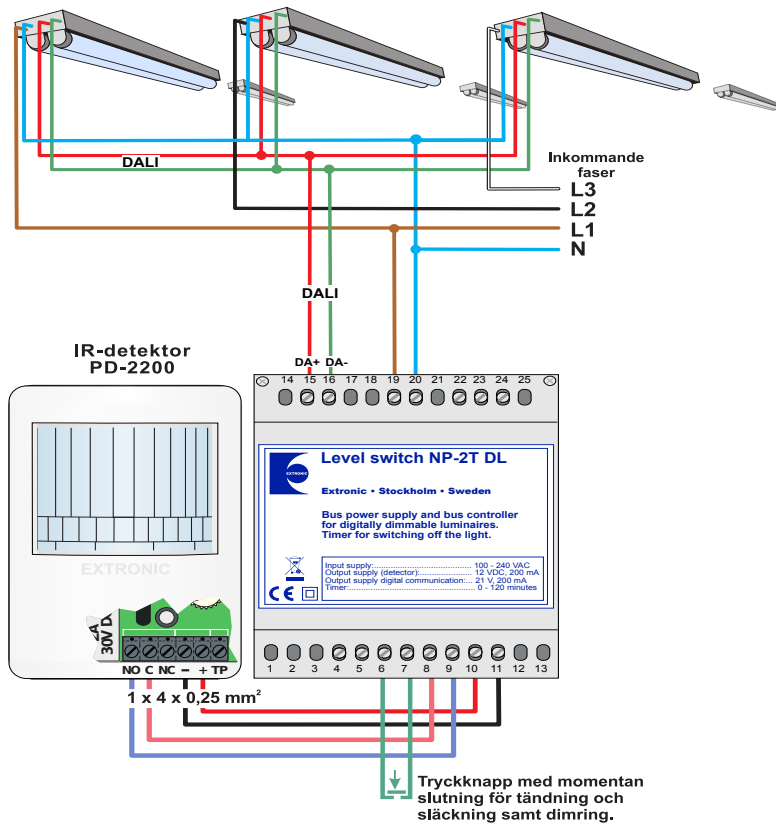 DALI
Inkommande
faser
L3
L2
L1
N
DALI
DA+ DA-
IR-detektor
PD-2200
14 15 16 17 18 19 20 21 22 23 24 25
EXTRONIC
Level switch NP-2T DL
Extronic • Stockholm • Sweden
Bus power supply and bus controller
for digitally dimmable luminaires.
Timer for switching off the light.
Input supply:.......................... 100 - 240 VAC
Output supply (detector):.................. 12 VDC, 200 mA
Output supply digital communication:... 21 V, 200 mA
Timer:.......................................... 0 - 120 minutes
CE
EXTRONIC
30V D
NO C NC – + TP
1 2 3 4 5 6 7 8 9 10 11 12 13
1 x 4 x 0,25 mm²
Tryckknapp med momentan
slutning för tändning och
släckning samt dimring.